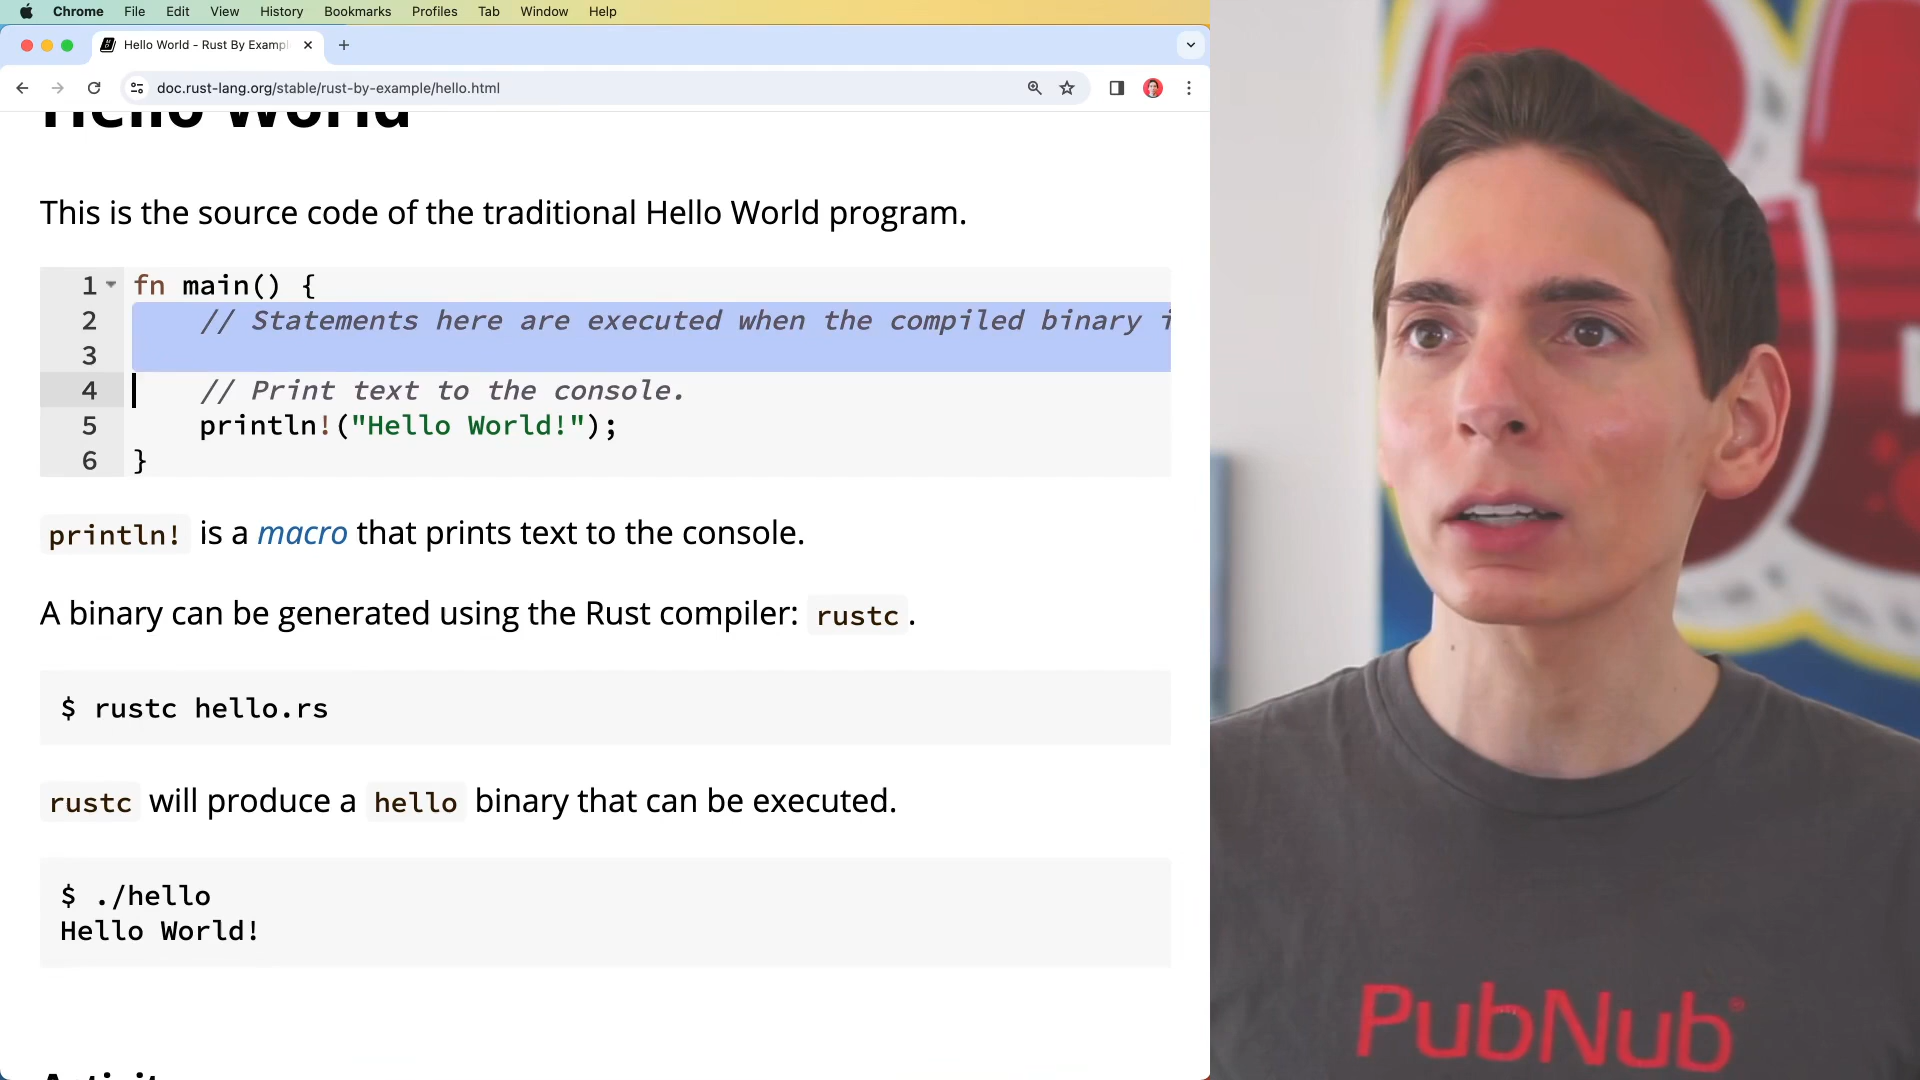 Chrome File Edit View History Bookmarks Profiles Tab Window Help
Hello World - Rust By Exampl
doc.rust-lang.org/stable/rust-by-example/hello.html
Hello World
This is the source code of the traditional Hello World program.
1 fn main() {
2 // Statements here are executed when the compiled binary i
3
4 // Print text to the console.
5 println!("Hello World!");
6 }
println! is a macro that prints text to the console.
A binary can be generated using the Rust compiler: rustc.
$ rustc hello.rs
rustc will produce a hello binary that can be executed.
$ ./hello
Hello World!
PubNub®